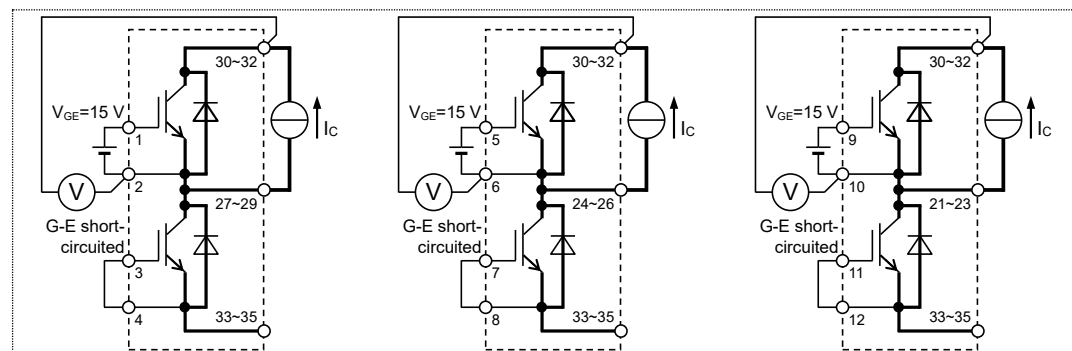 30~32
V_GE=15 V
1
I_C
2
V
27~29
G-E short-
circuited
3
4
33~35
30~32
V_GE=15 V
5
I_C
6
V
24~26
G-E short-
circuited
7
8
33~35
30~32
V_GE=15 V
9
I_C
10
V
21~23
G-E short-
circuited
11
12
33~35